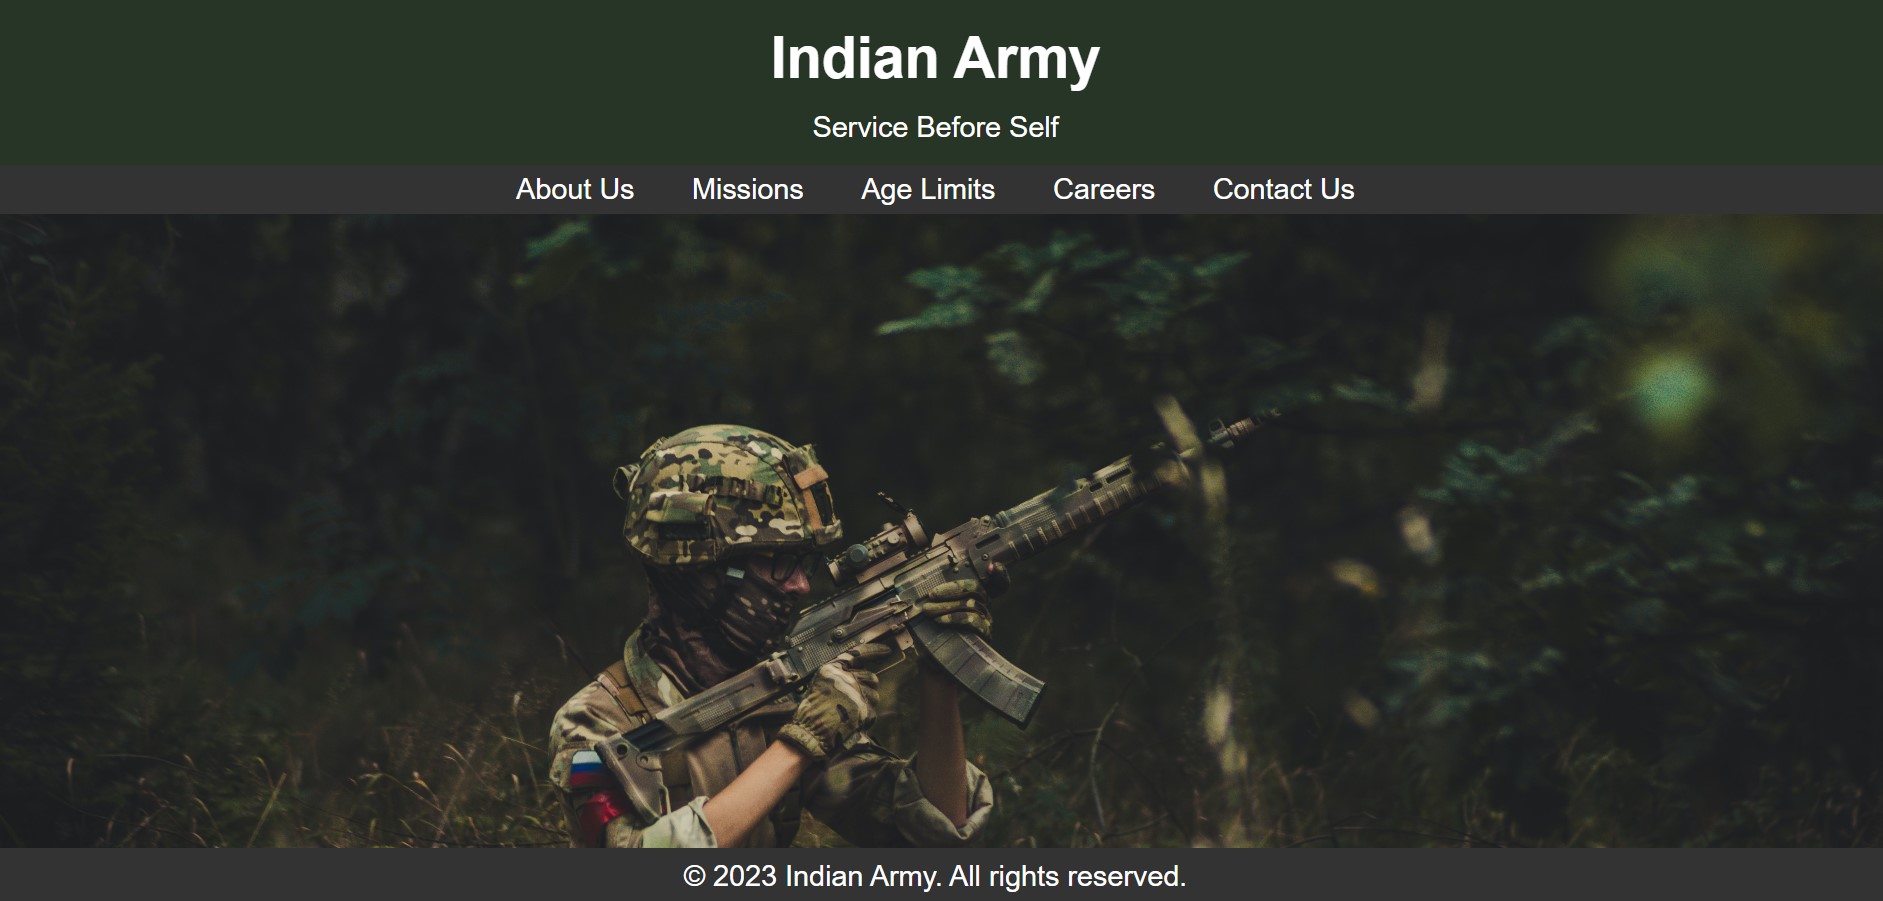 Indian Army
Service Before Self
About Us Missions Age Limits Careers Contact Us
© 2023 Indian Army. All rights reserved.